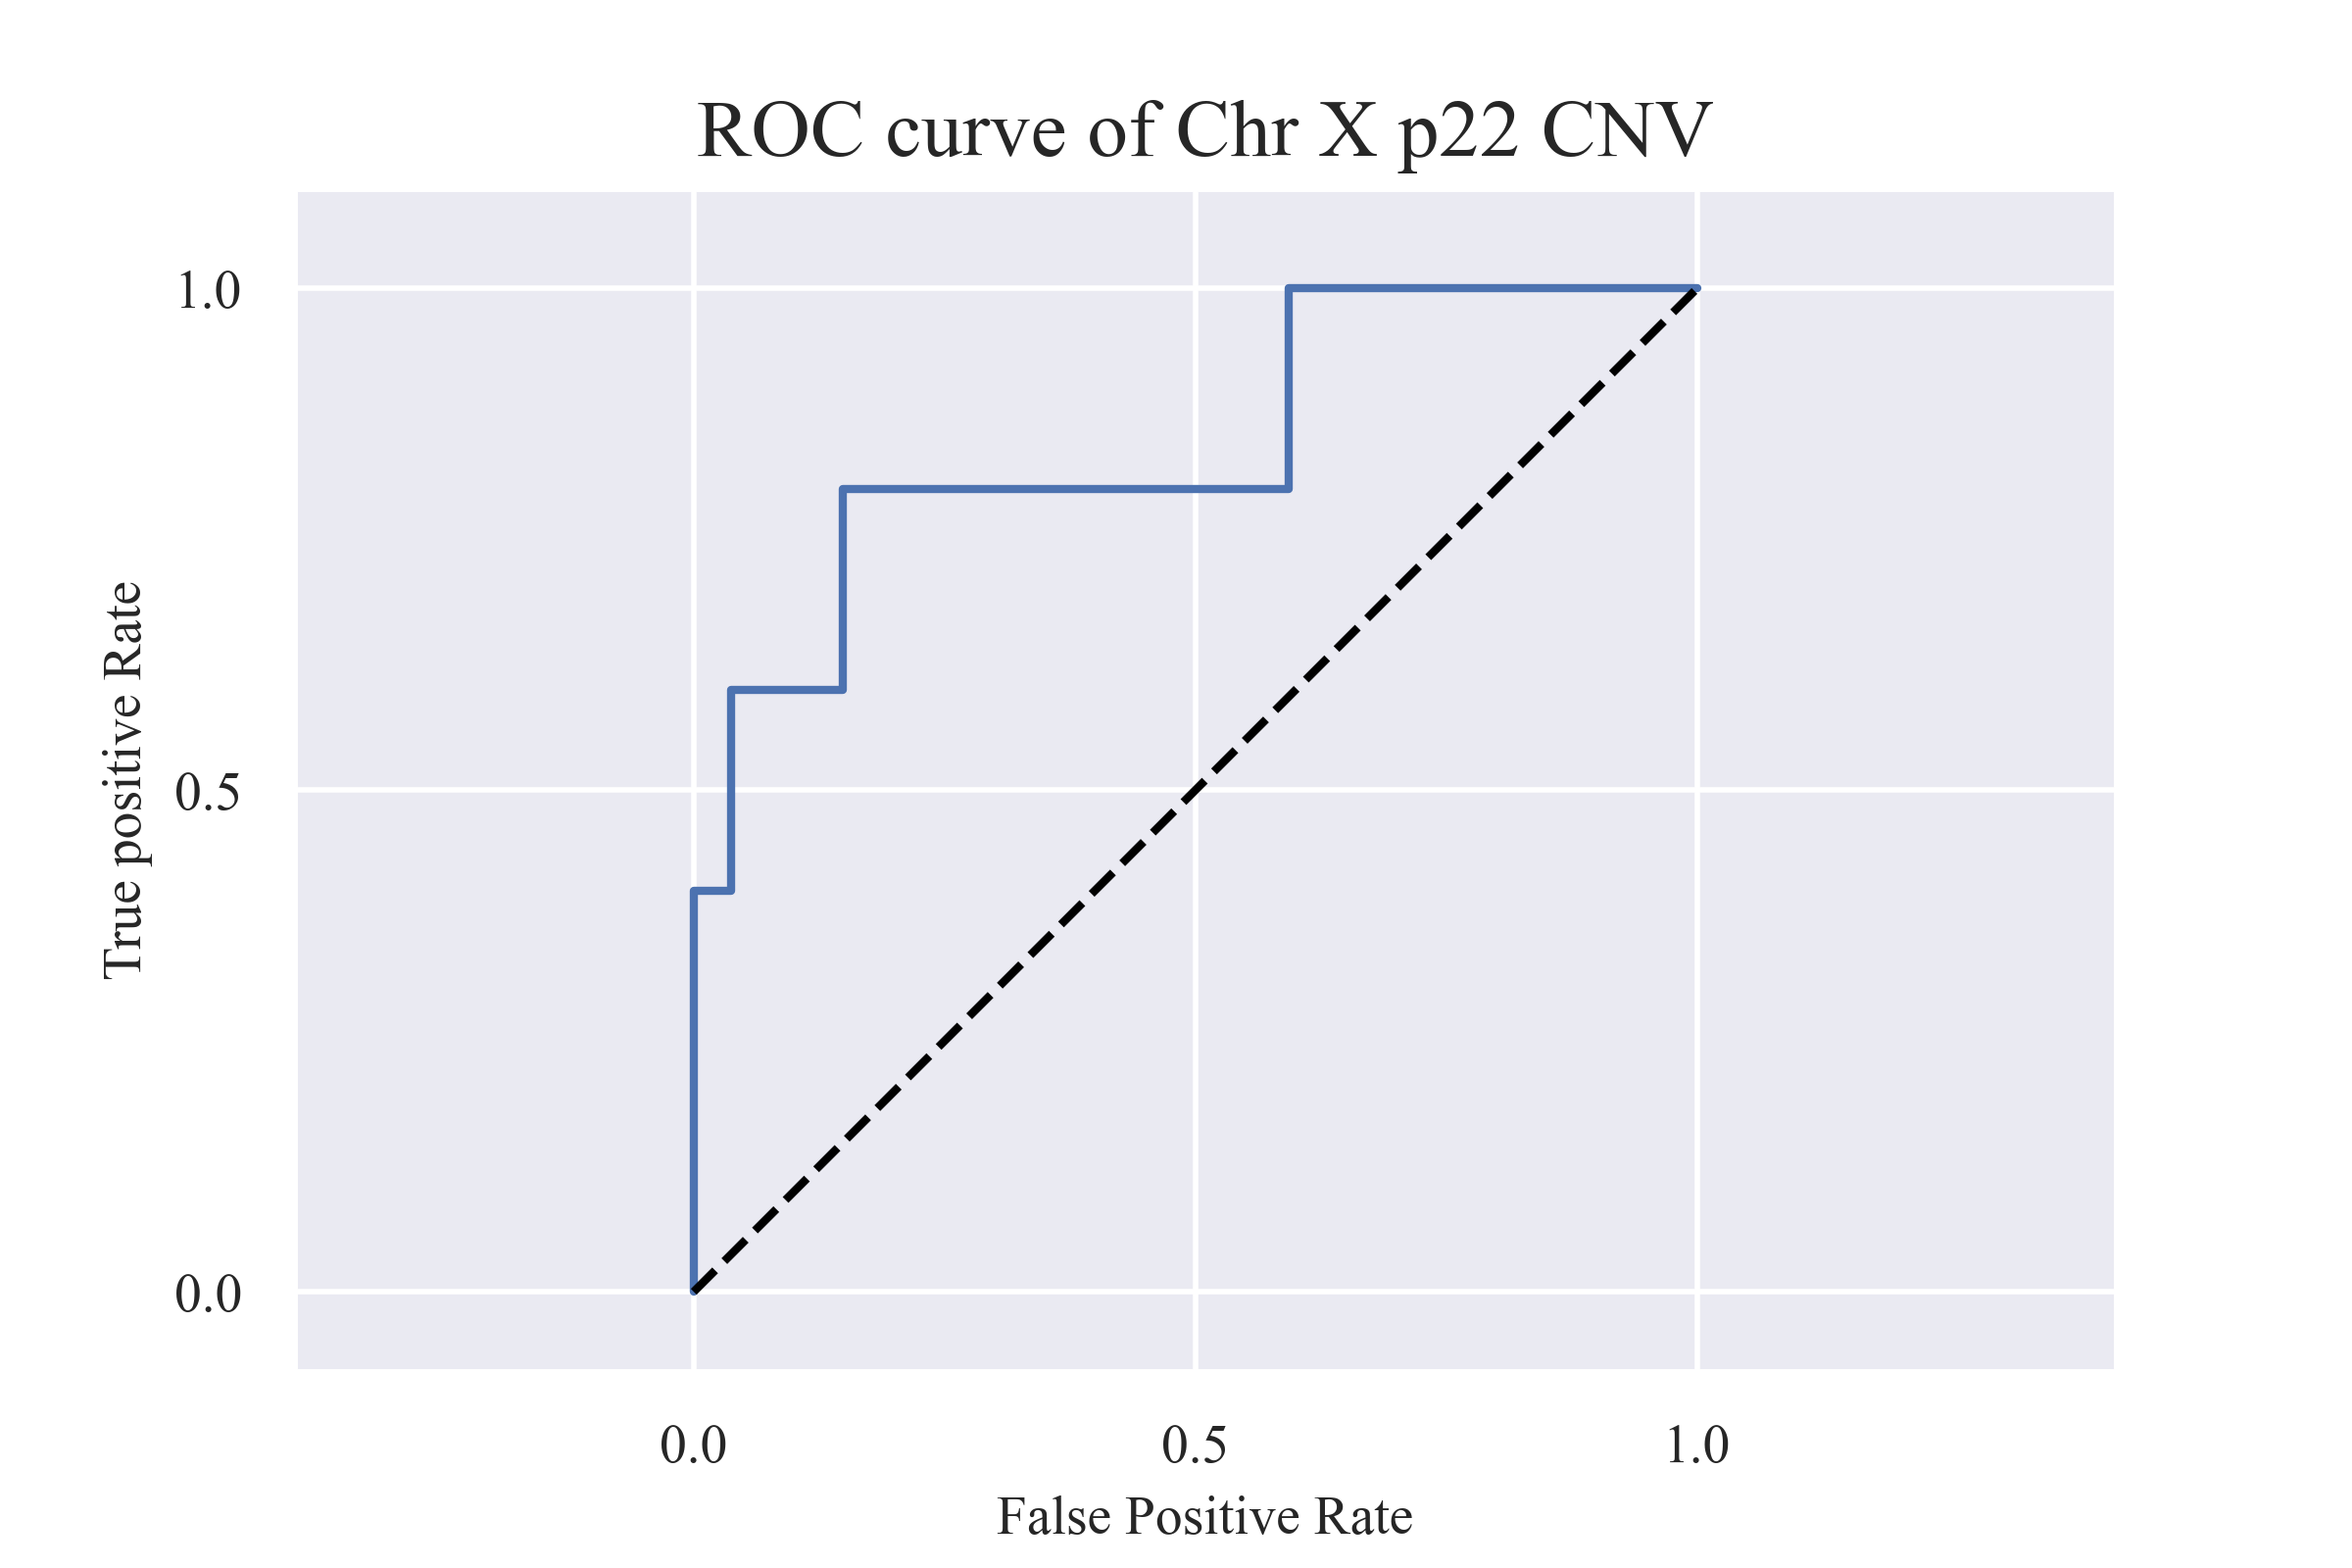 ROC curve of Chr X p22 CNV
True positive Rate
1.0
0.5
0.0
0.0 0.5 1.0
False Positive Rate